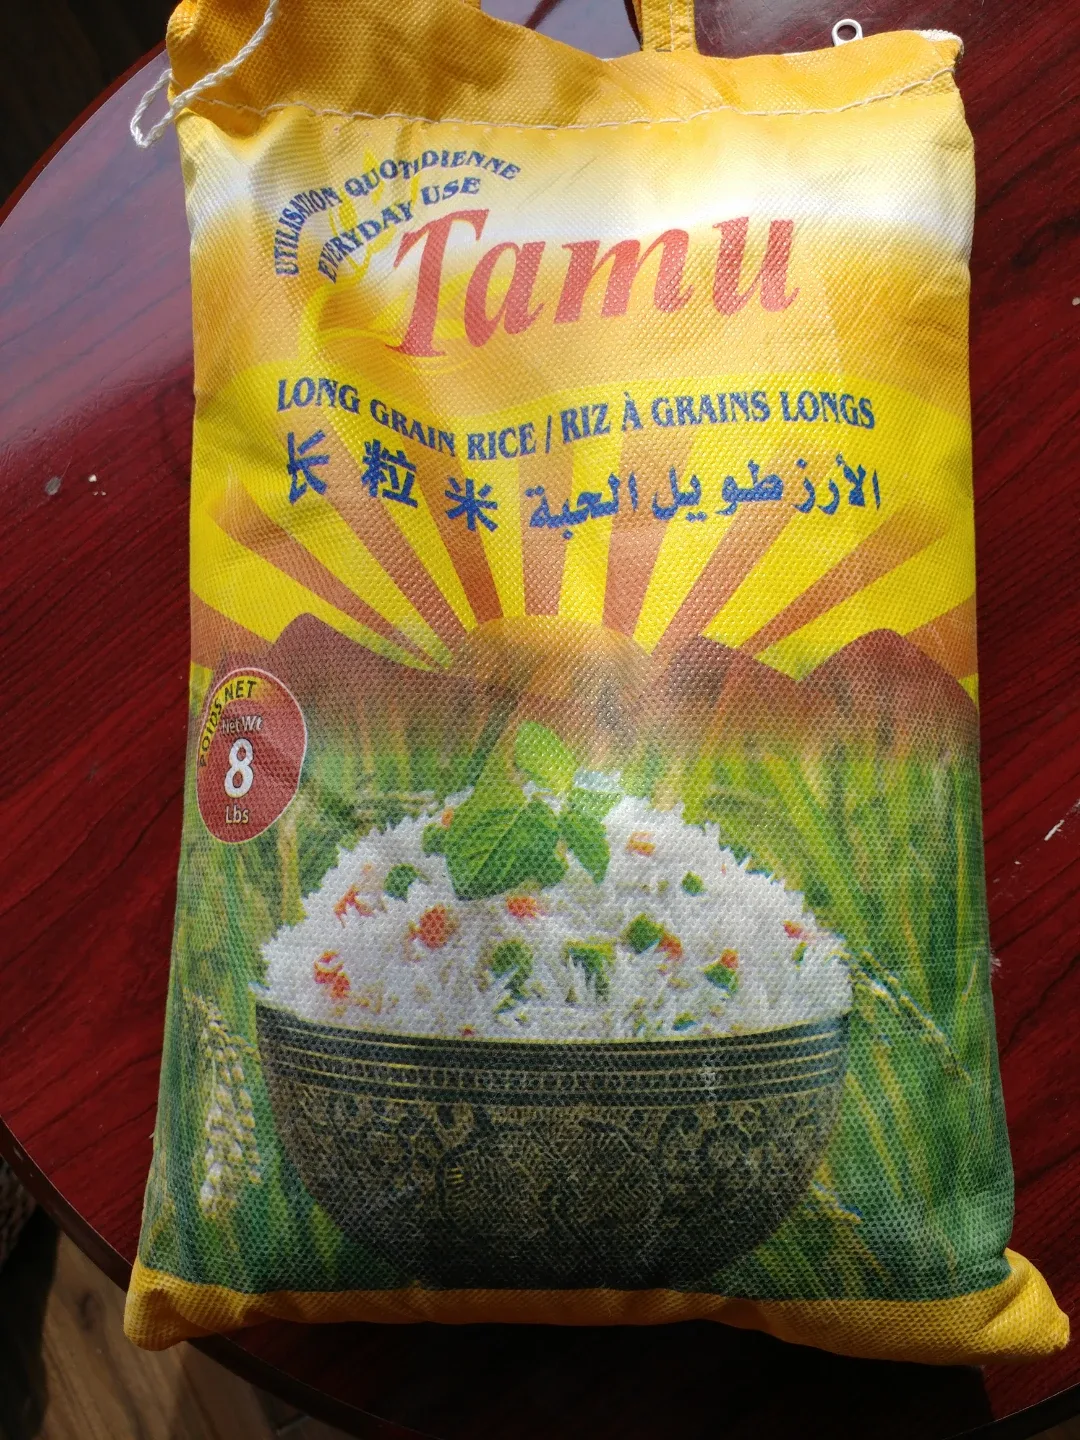 UTILISATION QUOTIDIENNE
EVERYDAY USE
Tamu
LONG GRAIN RICE / RIZ À GRAINS LONGS
长粒米 الأرز طويل الحبة
POIDS NET
Net Wt
8
Lbs